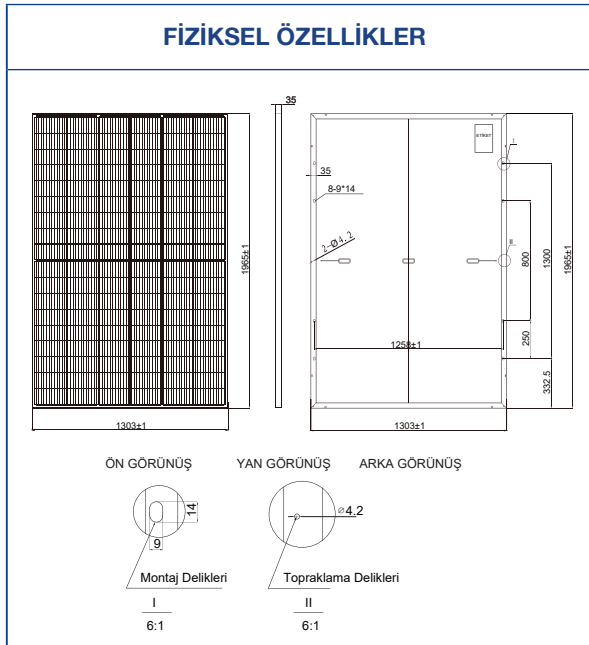 FİZİKSEL ÖZELLİKLER
35
1965±1
1303±1
ETİKET
I
35
8-9*14
2-Ø4.2
II
800
1300
1965±1
1258±1
250
332.5
1303±1
ÖN GÖRÜNÜŞ
YAN GÖRÜNÜŞ
ARKA GÖRÜNÜŞ
14
9
Montaj Delikleri
I
6:1
Ø4.2
Topraklama Delikleri
II
6:1